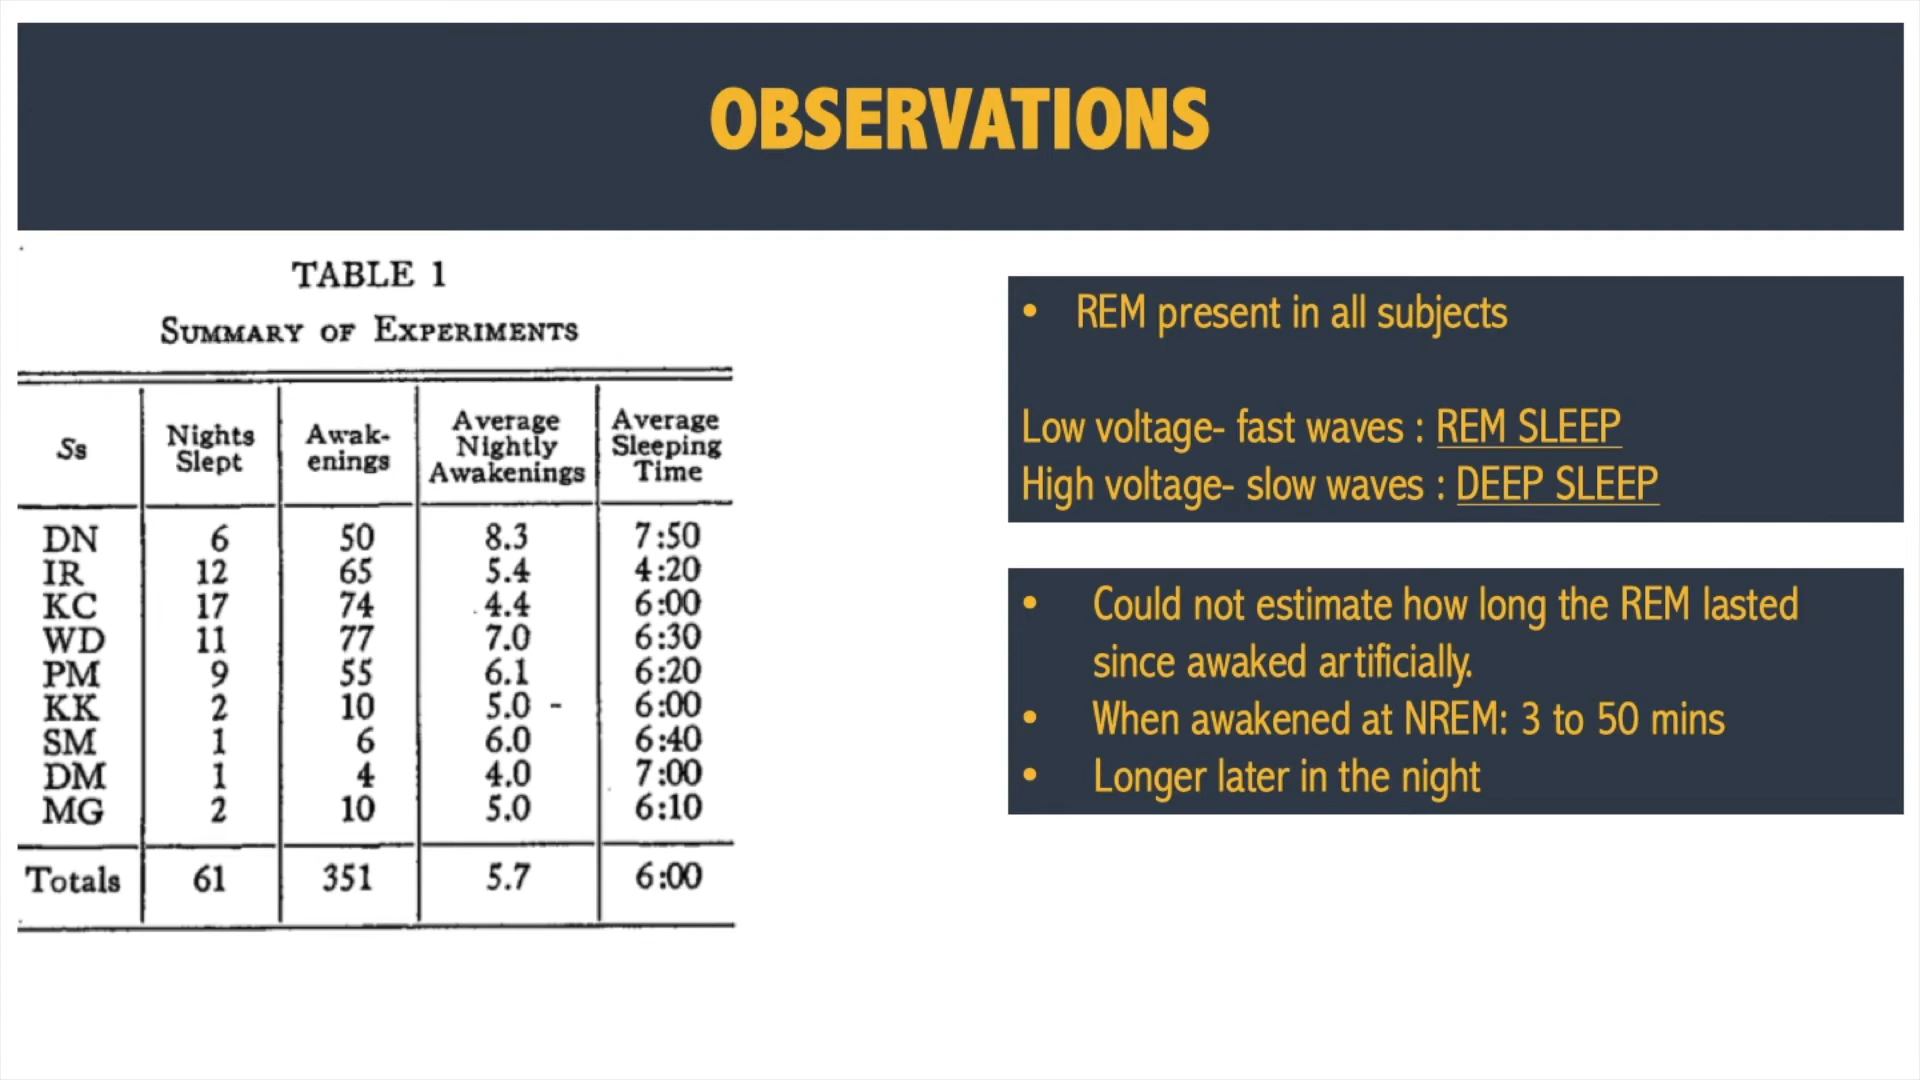 OBSERVATIONS
TABLE 1
SUMMARY OF EXPERIMENTS
Ss | Nights Slept | Awak-enings | Average Nightly Awakenings | Average Sleeping Time
DN 6 50 8.3 7:50
IR 12 65 5.4 4:20
KC 17 74 4.4 6:00
WD 11 77 7.0 6:30
PM 9 55 6.1 6:20
KK 2 10 5.0 - 6:00
SM 1 6 6.0 6:40
DM 1 4 4.0 7:00
MG 2 10 5.0 6:10
Totals 61 351 5.7 6:00
• REM present in all subjects
Low voltage- fast waves : REM SLEEP
High voltage- slow waves : DEEP SLEEP
• Could not estimate how long the REM lasted
since awaked artificially.
• When awakened at NREM: 3 to 50 mins
• Longer later in the night